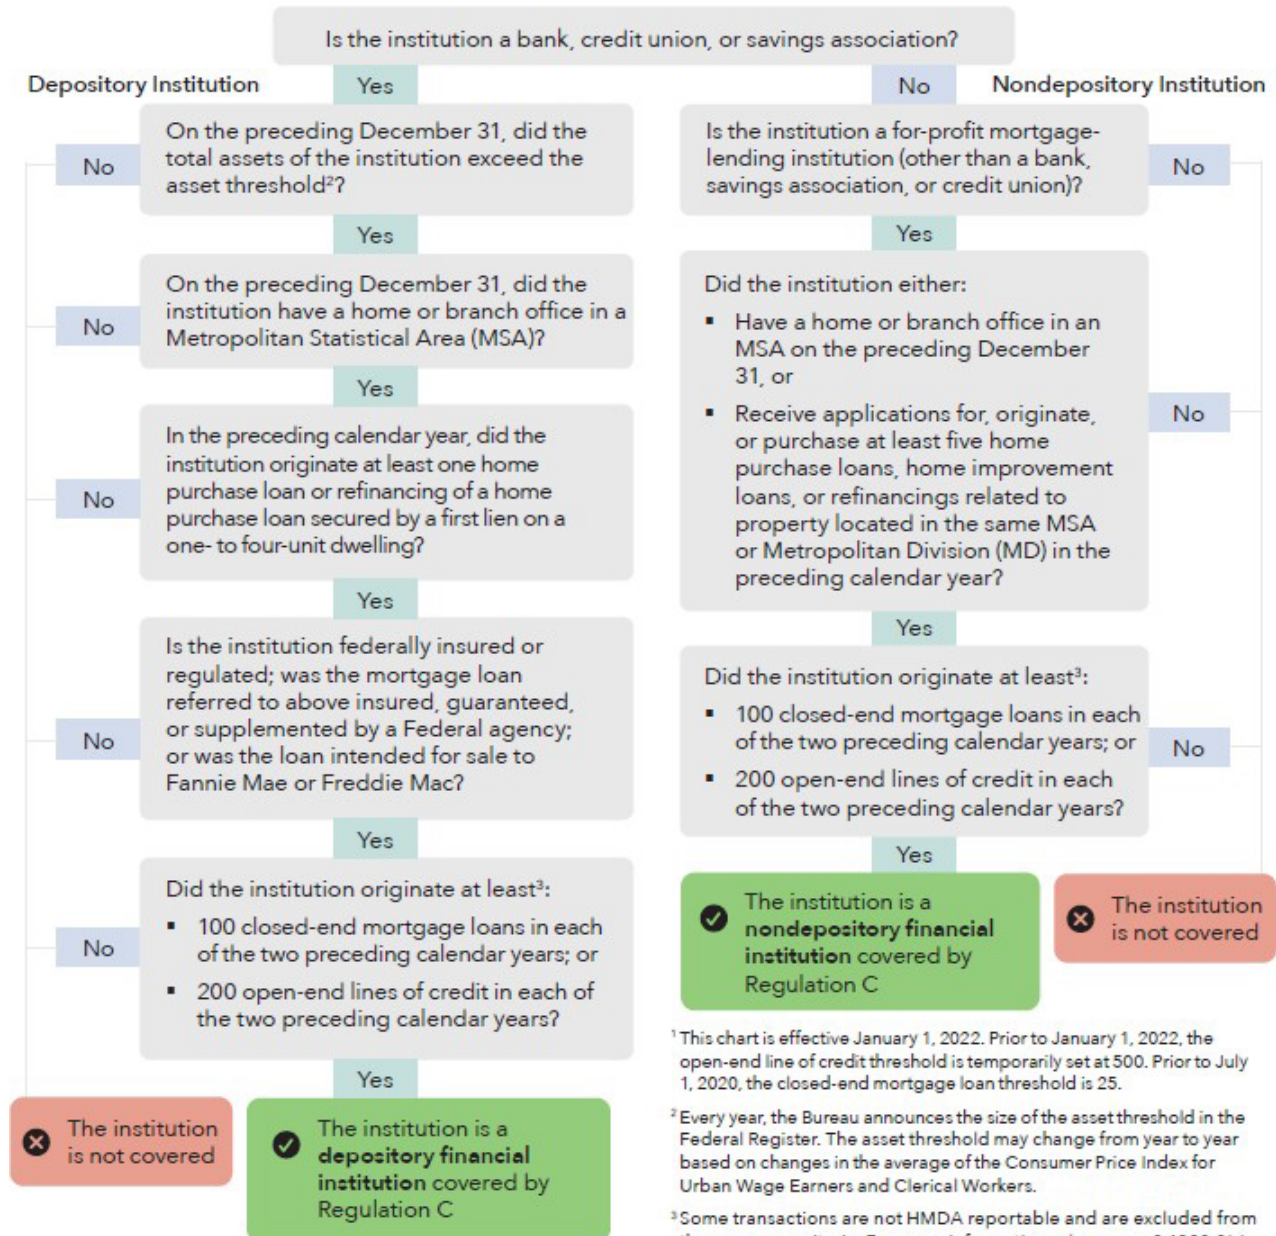 Is the institution a bank, credit union, or savings association?
Depository Institution
Yes
No
Nondepository Institution
On the preceding December 31, did the
total assets of the institution exceed the
asset threshold²?
No
Yes
On the preceding December 31, did the
institution have a home or branch office in a
Metropolitan Statistical Area (MSA)?
No
Yes
In the preceding calendar year, did the
institution originate at least one home
purchase loan or refinancing of a home
purchase loan secured by a first lien on a
one- to four-unit dwelling?
No
Yes
Is the institution federally insured or
regulated; was the mortgage loan
referred to above insured, guaranteed,
or supplemented by a Federal agency;
or was the loan intended for sale to
Fannie Mae or Freddie Mac?
No
Yes
Did the institution originate at least³:
▪ 100 closed-end mortgage loans in each
of the two preceding calendar years; or
▪ 200 open-end lines of credit in each of
the two preceding calendar years?
No
Yes
The institution
is not covered
The institution is a
depository financial
institution covered by
Regulation C
Is the institution a for-profit mortgage-
lending institution (other than a bank,
savings association, or credit union)?
No
Yes
Did the institution either:
▪ Have a home or branch office in an
MSA on the preceding December
31, or
▪ Receive applications for, originate,
or purchase at least five home
purchase loans, home improvement
loans, or refinancings related to
property located in the same MSA
or Metropolitan Division (MD) in the
preceding calendar year?
No
Yes
Did the institution originate at least³:
▪ 100 closed-end mortgage loans in each
of the two preceding calendar years; or
▪ 200 open-end lines of credit in each
of the two preceding calendar years?
No
Yes
The institution is a
nondepository financial
institution covered by
Regulation C
The institution
is not covered
¹ This chart is effective January 1, 2022. Prior to January 1, 2022, the
open-end line of credit threshold is temporarily set at 500. Prior to July
1, 2020, the closed-end mortgage loan threshold is 25.
² Every year, the Bureau announces the size of the asset threshold in the
Federal Register. The asset threshold may change from year to year
based on changes in the average of the Consumer Price Index for
Urban Wage Earners and Clerical Workers.
³ Some transactions are not HMDA reportable and are excluded from